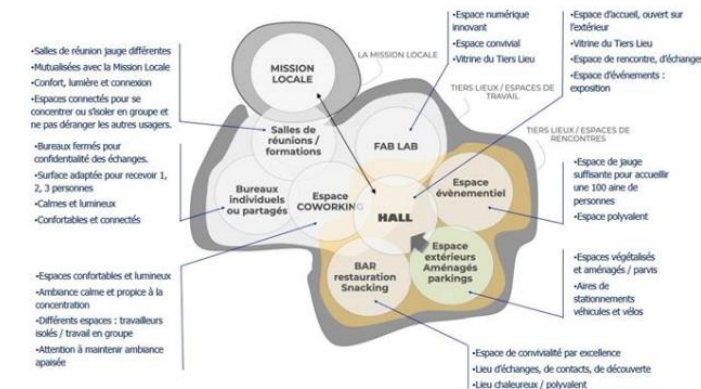 •Espace numérique
innovant
•Espace convivial
•Vitrine du Tiers Lieu
•Espace d'accueil, ouvert sur
l'extérieur
•Vitrine du Tiers Lieu
•Espace de rencontre, d'échanges
•Espace d'événements :
exposition
•Salles de réunion jauge différentes
•Mutualisées avec la Mission Locale
•Confort, lumière et connexion
•Espaces connectés pour se
concentrer ou s'isoler en groupe et
ne pas déranger les autres usagers.
LA MISSION LOCALE
MISSION
LOCALE
TIERS LIEUX / ESPACES DE
TRAVAIL
TIERS LIEUX / ESPACES DE
RENCONTRES
Salles de
réunions /
formations
FAB LAB
•Bureaux fermés pour
confidentialité des échanges.
•Surface adaptée pour recevoir 1,
2, 3 personnes
•Calmes et lumineux
•Confortables et connectés
Bureaux
individuels
ou partagés
Espace
COWORKING
HALL
Espace
évènementiel
•Espace de jauge
suffisante pour accueillir
une 100 aine de
personnes
•Espace polyvalent
BAR
restauration
Snacking
Espace
extérieurs
Aménagés
parkings
•Espaces végétalisés
et aménagés / parvis
•Aires de
stationnements
véhicules et vélos
•Espaces confortables et lumineux
•Ambiance calme et propice à la
concentration
•Différents espaces : travailleurs
isolés / travail en groupe
•Attention à maintenir ambiance
apaisée
•Espace de convivialité par excellence
•Lieu d'échanges, de contacts, de découverte
•Lieu chaleureux / polyvalent